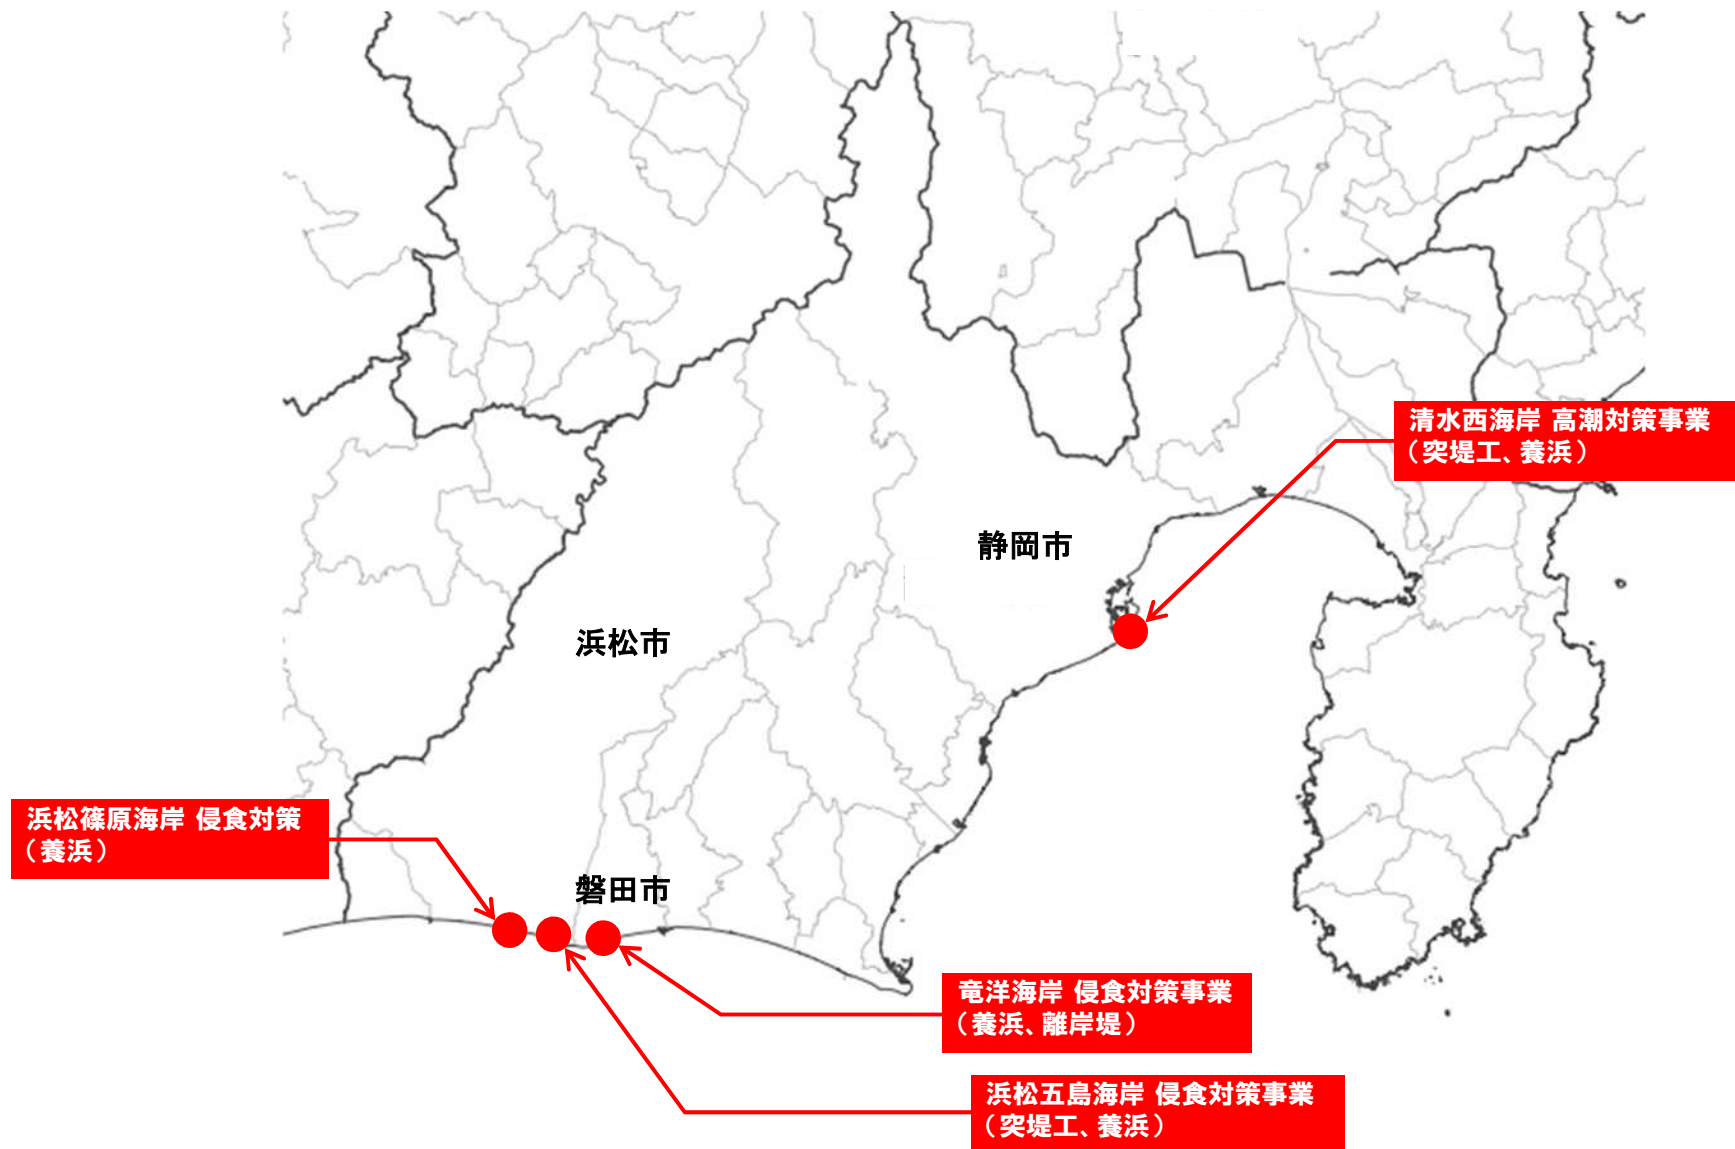 清水西海岸 高潮対策事業
（突堤工、養浜）
静岡市
浜松市
浜松篠原海岸 侵食対策
（養浜）
磐田市
竜洋海岸 侵食対策事業
（養浜、離岸堤）
浜松五島海岸 侵食対策事業
（突堤工、養浜）